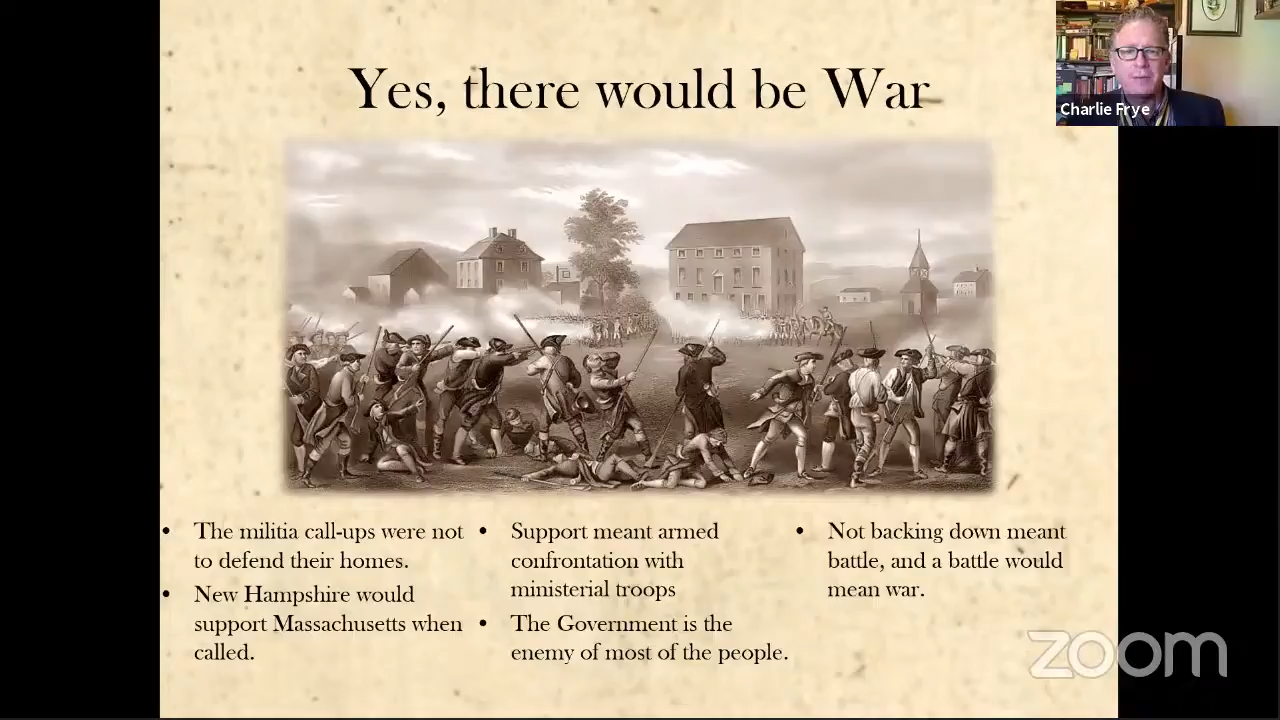 Yes, there would be War
Charlie Frye
• The militia call-ups were not
to defend their homes.
• New Hampshire would
support Massachusetts when
called.
• Support meant armed
confrontation with
ministerial troops
• The Government is the
enemy of most of the people.
• Not backing down meant
battle, and a battle would
mean war.
zoom